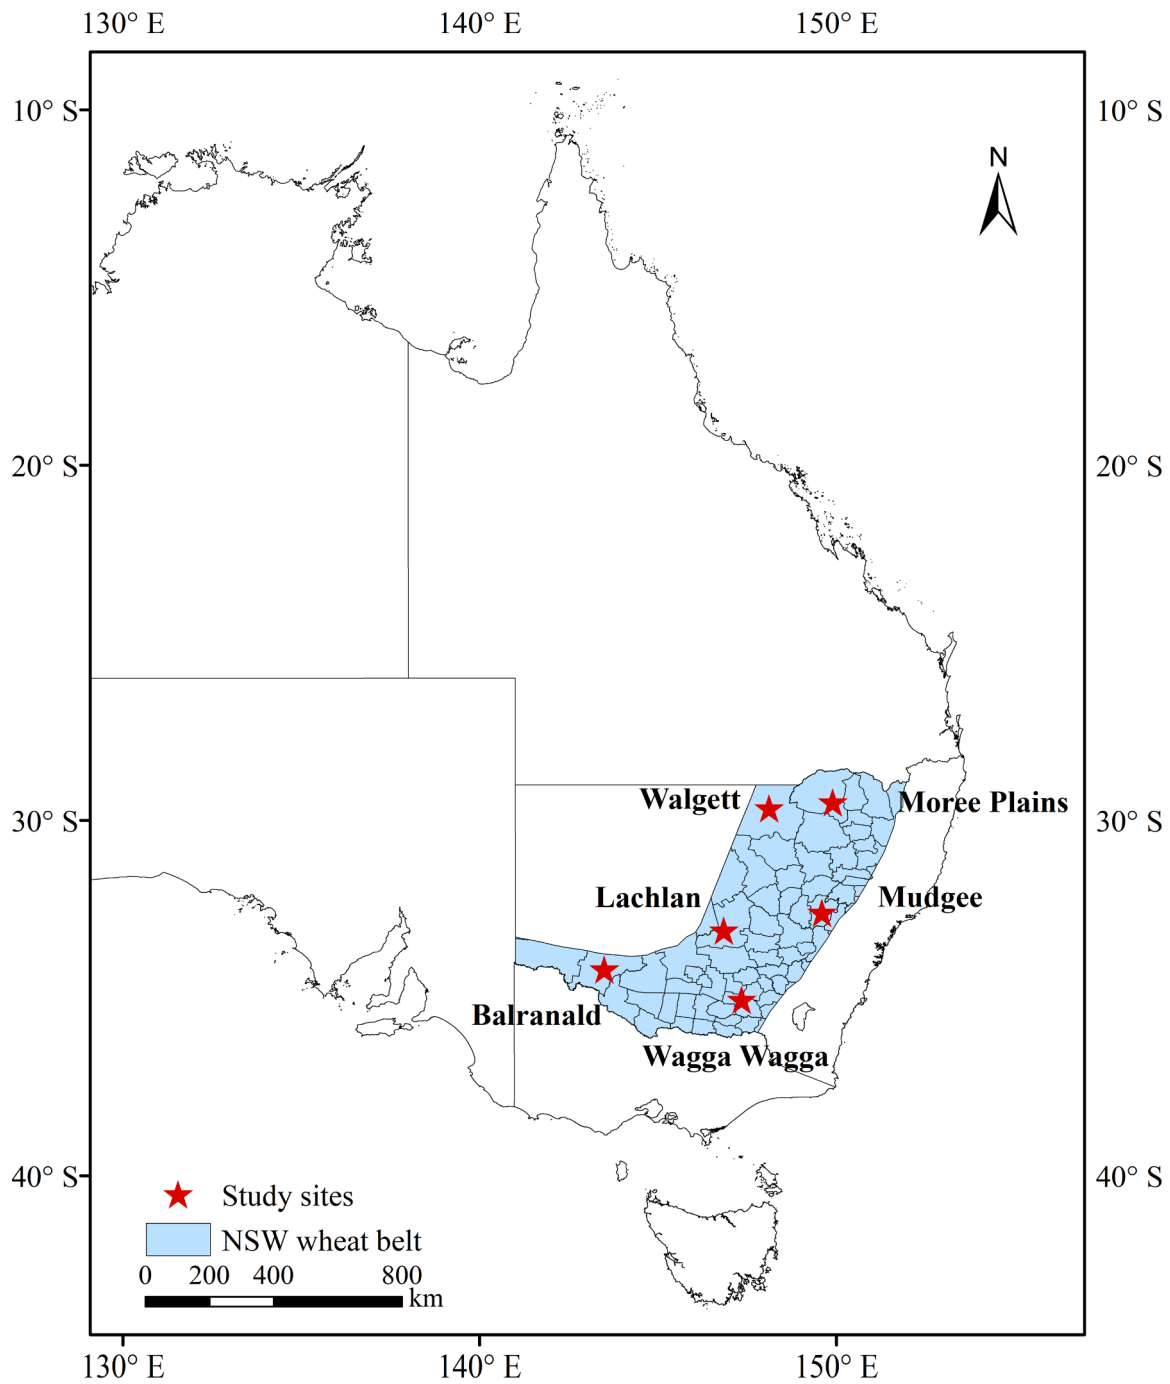 130° E 140° E 150° E
10° S 10° S
N
20° S 20° S
Walgett Moree Plains
30° S 30° S
Lachlan Mudgee
Balranald
Wagga Wagga
40° S 40° S
Study sites
NSW wheat belt
0 200 400 800
km
130° E 140° E 150° E